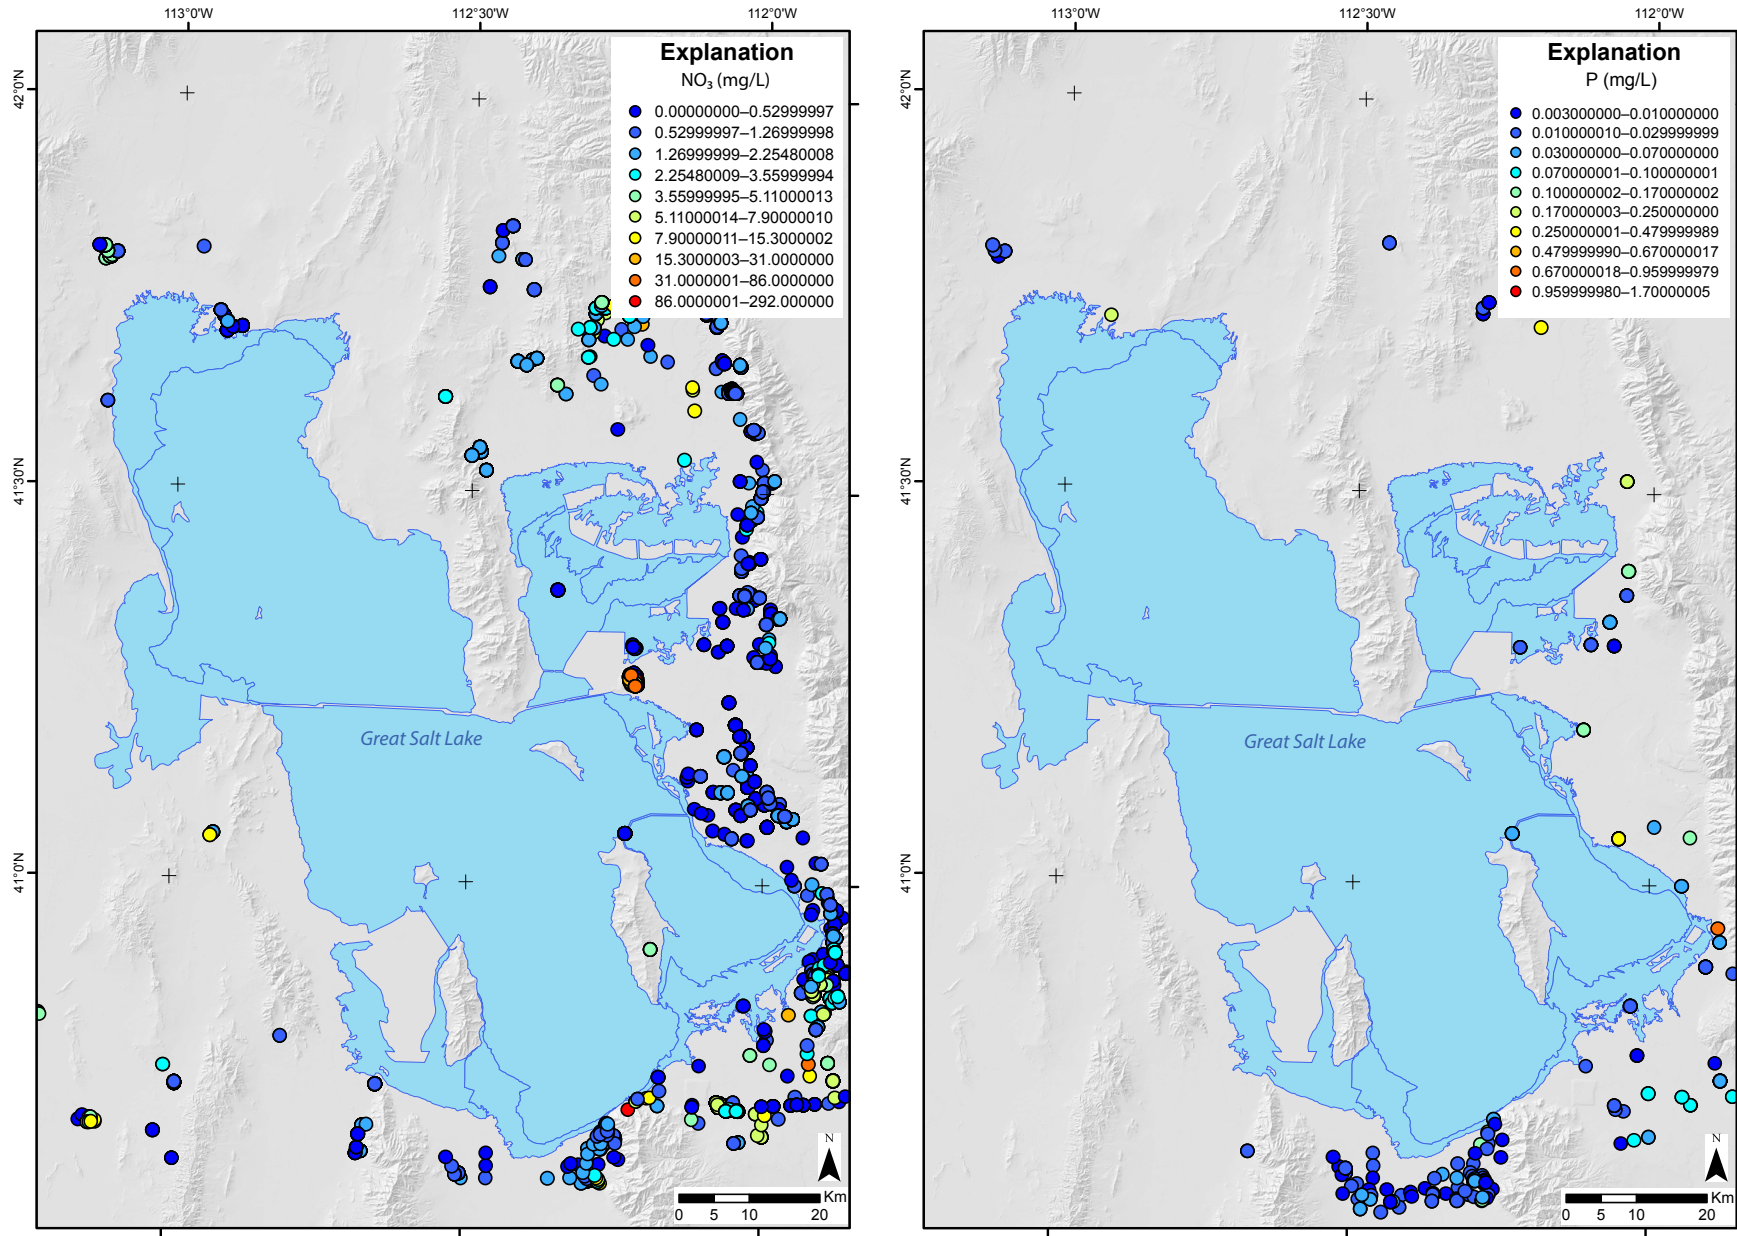 113°0'W 112°30'W 112°0'W
42°0'N
41°30'N
41°0'N
Explanation
NO₃ (mg/L)
0.00000000–0.52999997
0.52999997–1.26999998
1.26999999–2.25480008
2.25480009–3.55999994
3.55999995–5.11000013
5.11000014–7.90000010
7.90000011–15.3000002
15.3000003–31.0000000
31.0000001–86.0000000
86.0000001–292.000000
Great Salt Lake
N
Km
0 5 10 20
113°0'W 112°30'W 112°0'W
42°0'N
41°30'N
41°0'N
Explanation
P (mg/L)
0.003000000–0.010000000
0.010000010–0.029999999
0.030000000–0.070000000
0.070000001–0.100000001
0.100000002–0.170000002
0.170000003–0.250000000
0.250000001–0.479999989
0.479999990–0.670000017
0.670000018–0.959999979
0.959999980–1.70000005
Great Salt Lake
N
Km
0 5 10 20